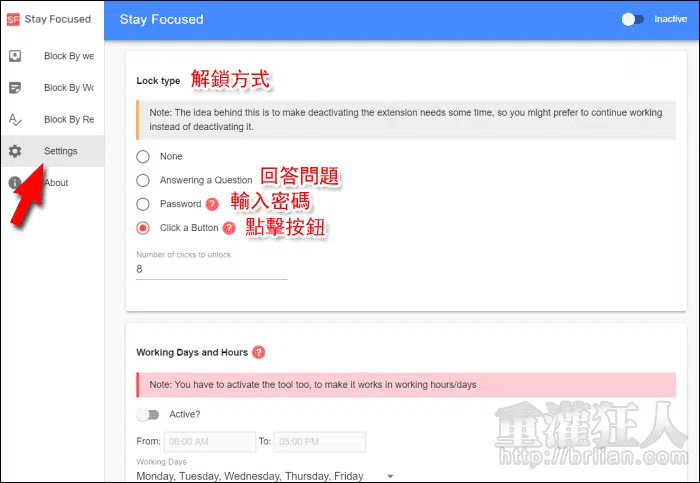 SF Stay Focused
Stay Focused
Inactive
Block By we
Block By Wo
Block By Re
Settings
About
Lock type 解鎖方式
Note: The idea behind this is to make deactivating the extension needs some time, so you might prefer to continue working
instead of deactivating it.
None
Answering a Question 回答問題
Password ? 輸入密碼
Click a Button ? 點擊按鈕
Number of clicks to unlock
8
Working Days and Hours ?
Note: You have to activate the tool too, to make it works in working hours/days
Active?
From: 08:00 AM To: 05:00 PM
Working Days
Monday, Tuesday, Wednesday, Thursday, Friday
重灌狂人
http://briian.com